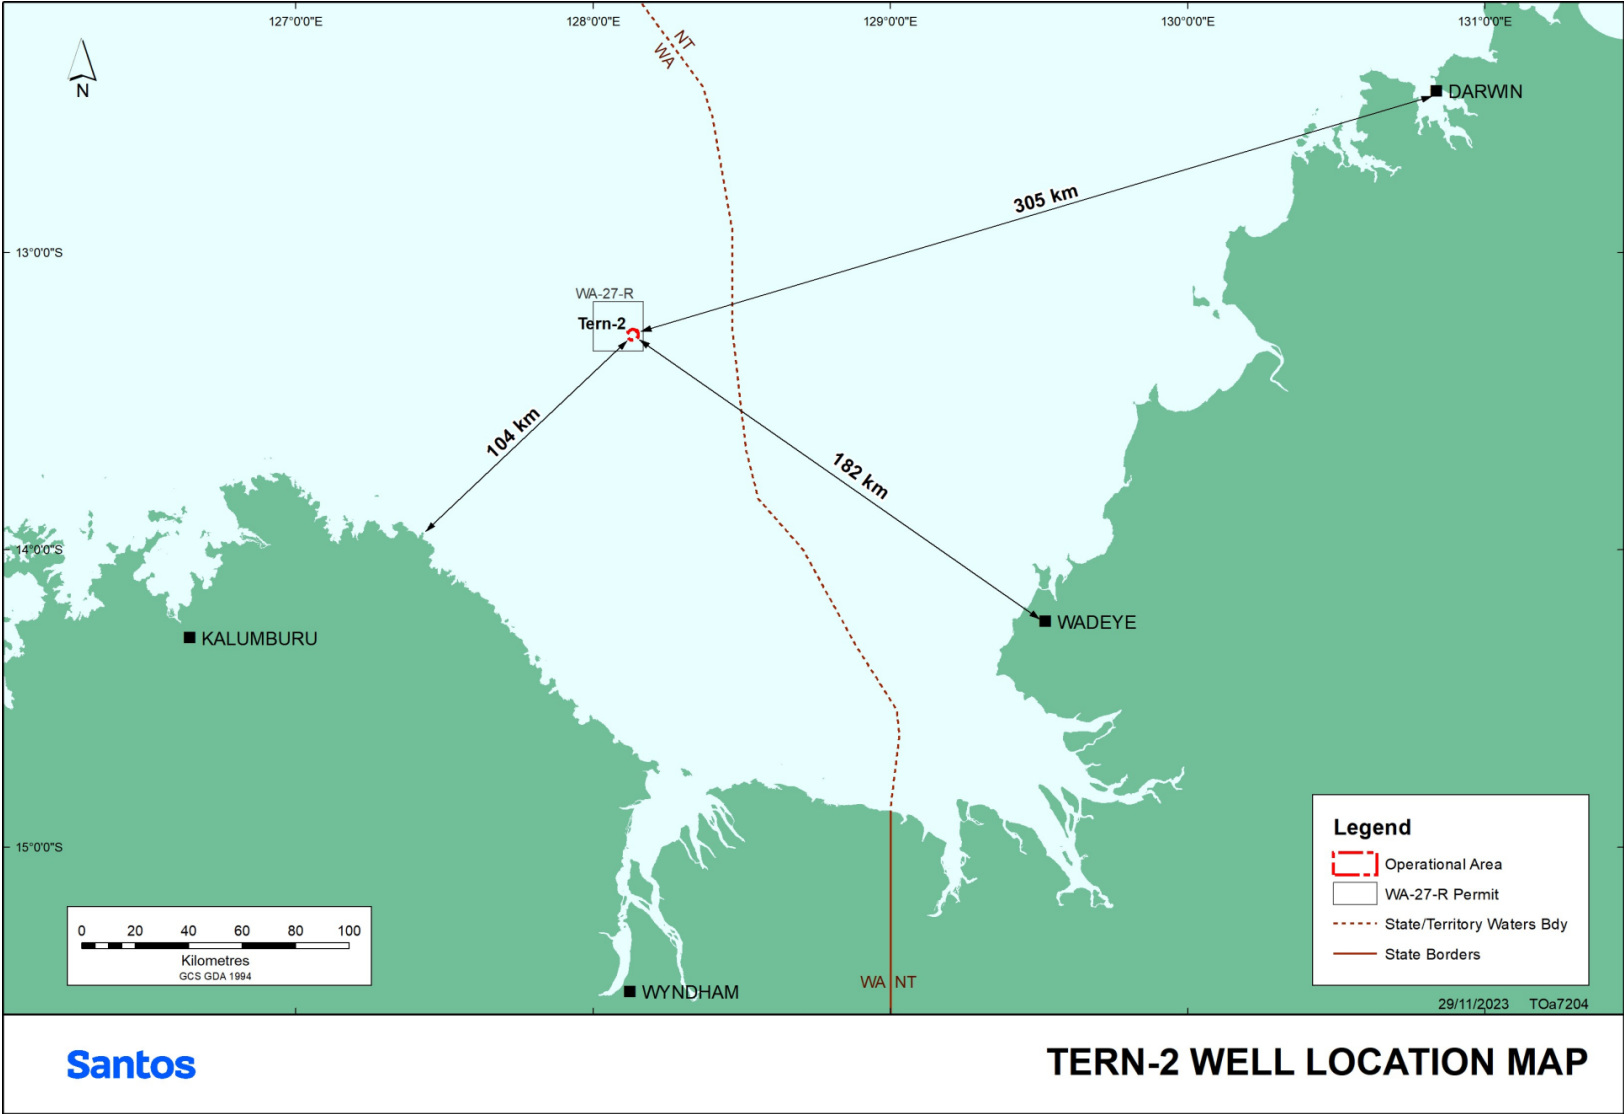 127°0'0"E
128°0'0"E
129°0'0"E
130°0'0"E
131°0'0"E
NT
WA
N
DARWIN
305 km
13°0'0"S
WA-27-R
Tern-2
104 km
182 km
14°0'0"S
KALUMBURU
WADEYE
15°0'0"S
Legend
Operational Area
WA-27-R Permit
State/Territory Waters Bdy
State Borders
0 20 40 60 80 100
Kilometres
GCS GDA 1994
WYNDHAM
WA NT
29/11/2023 TOa7204
Santos
TERN-2 WELL LOCATION MAP